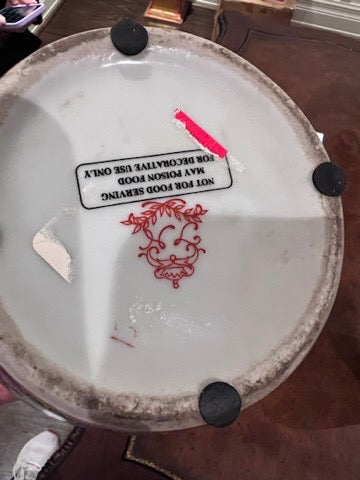 NOT FOR FOOD SERVING
MAY POISON FOOD
FOR DECORATIVE USE ONLY